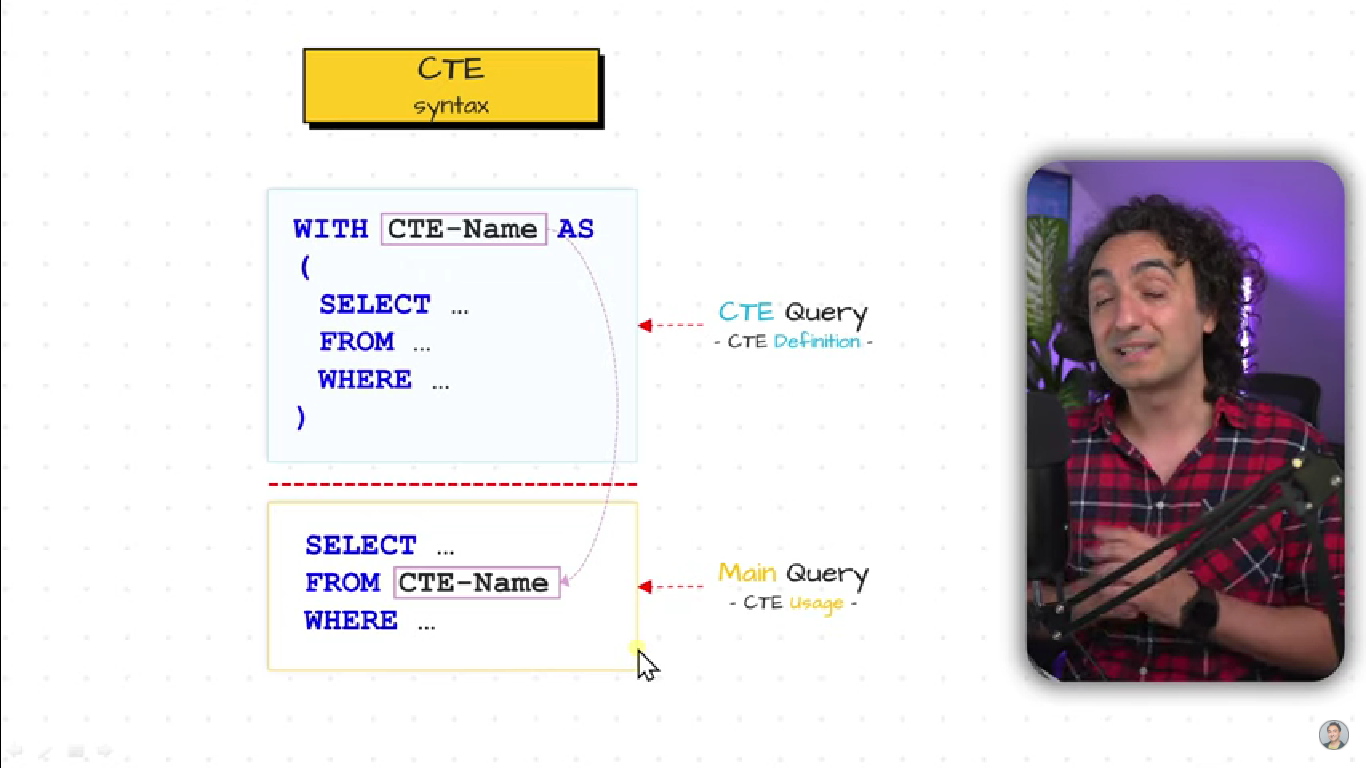 CTE
syntax
WITH CTE-Name AS
(
SELECT …
FROM …
WHERE …
)
CTE Query
- CTE Definition -
SELECT …
FROM CTE-Name
WHERE …
Main Query
- CTE Usage -